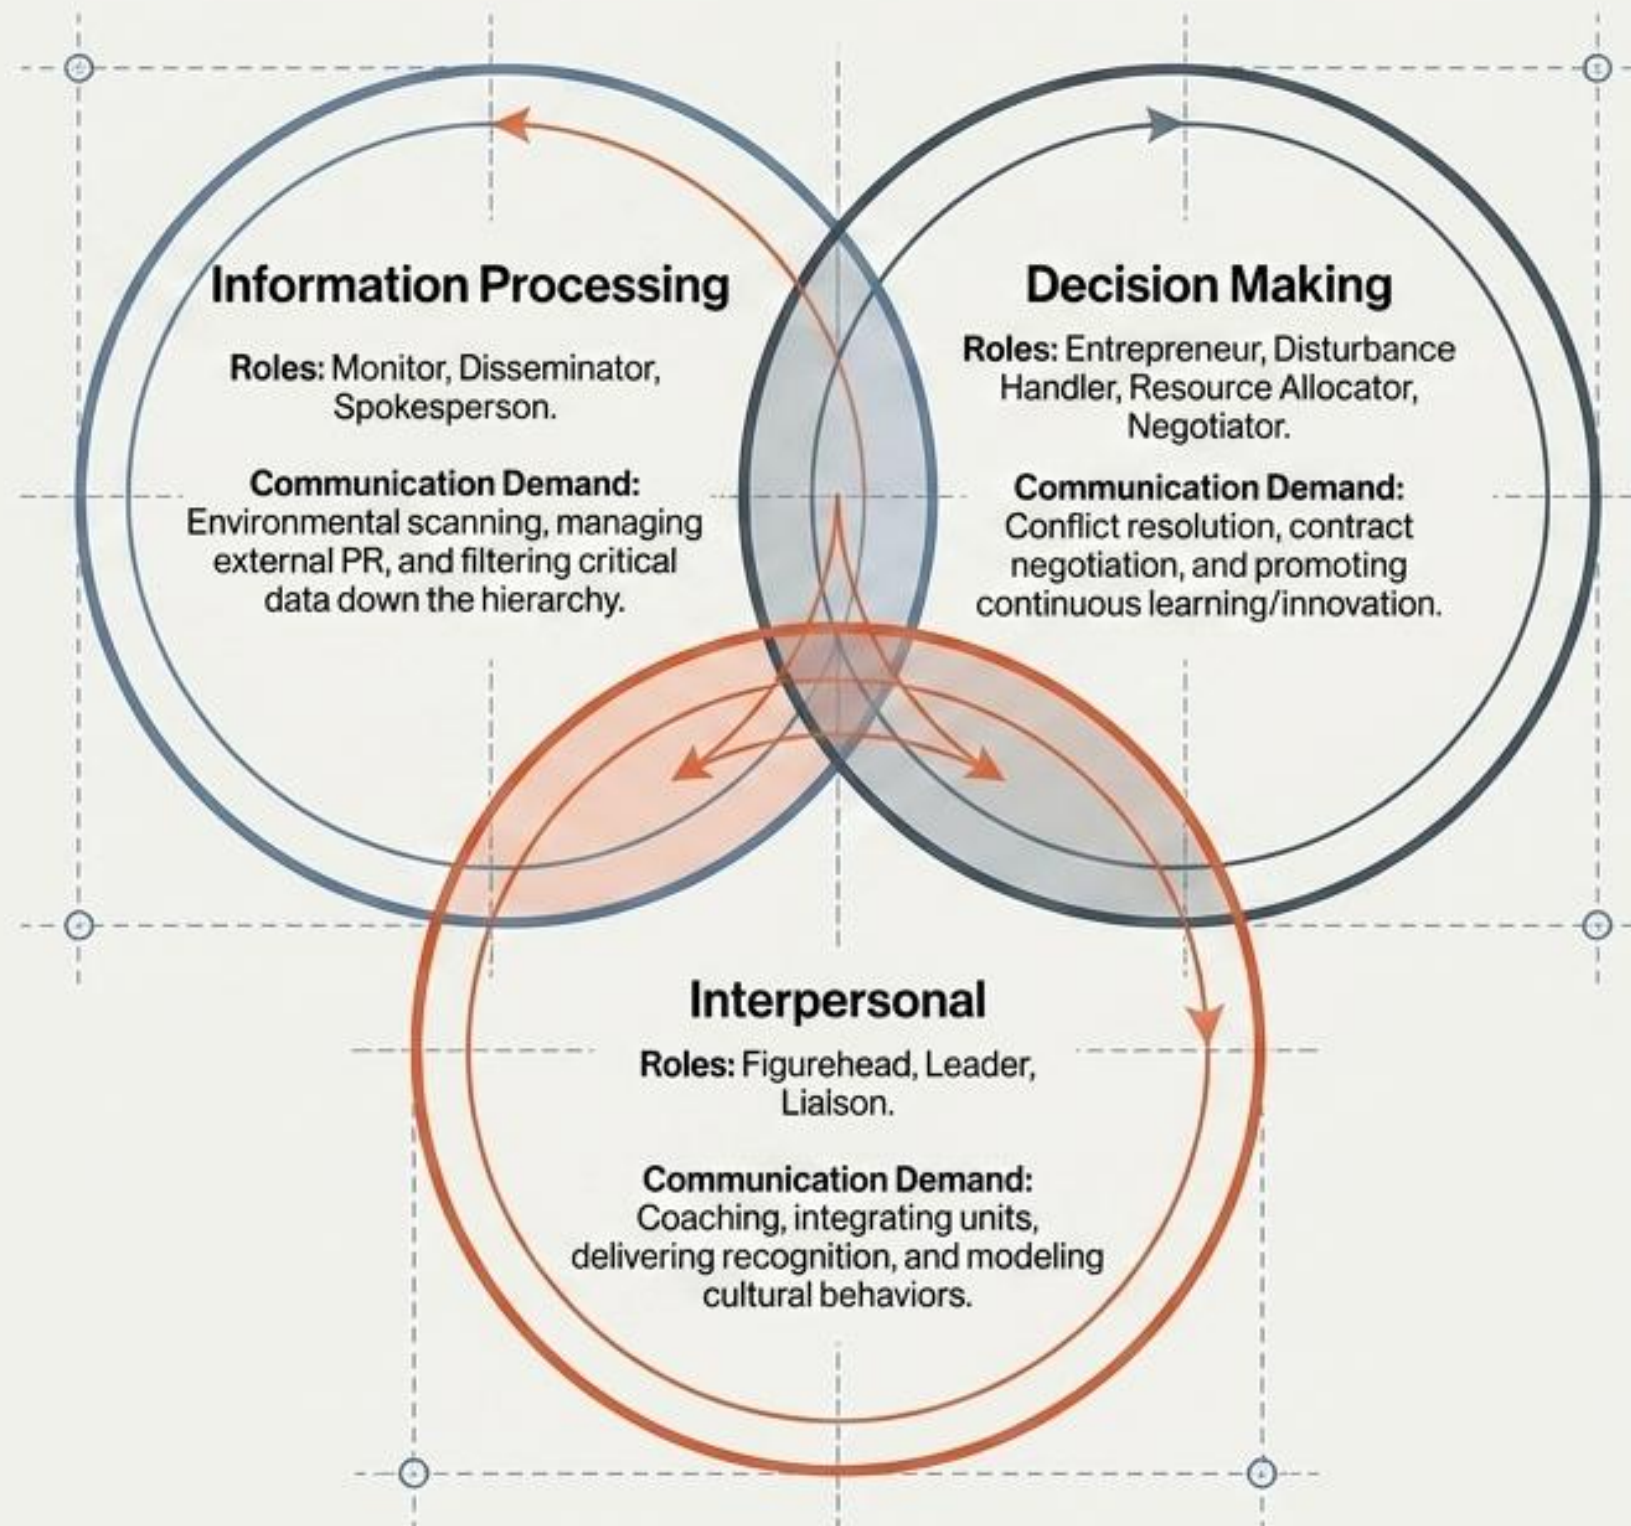 Information Processing
Roles: Monitor, Disseminator,
Spokesperson.
Communication Demand:
Environmental scanning, managing
external PR, and filtering critical
data down the hierarchy.
Decision Making
Roles: Entrepreneur, Disturbance
Handler, Resource Allocator,
Negotiator.
Communication Demand:
Conflict resolution, contract
negotiation, and promoting
continuous learning/innovation.
Interpersonal
Roles: Figurehead, Leader,
Liaison.
Communication Demand:
Coaching, integrating units,
delivering recognition, and modeling
cultural behaviors.